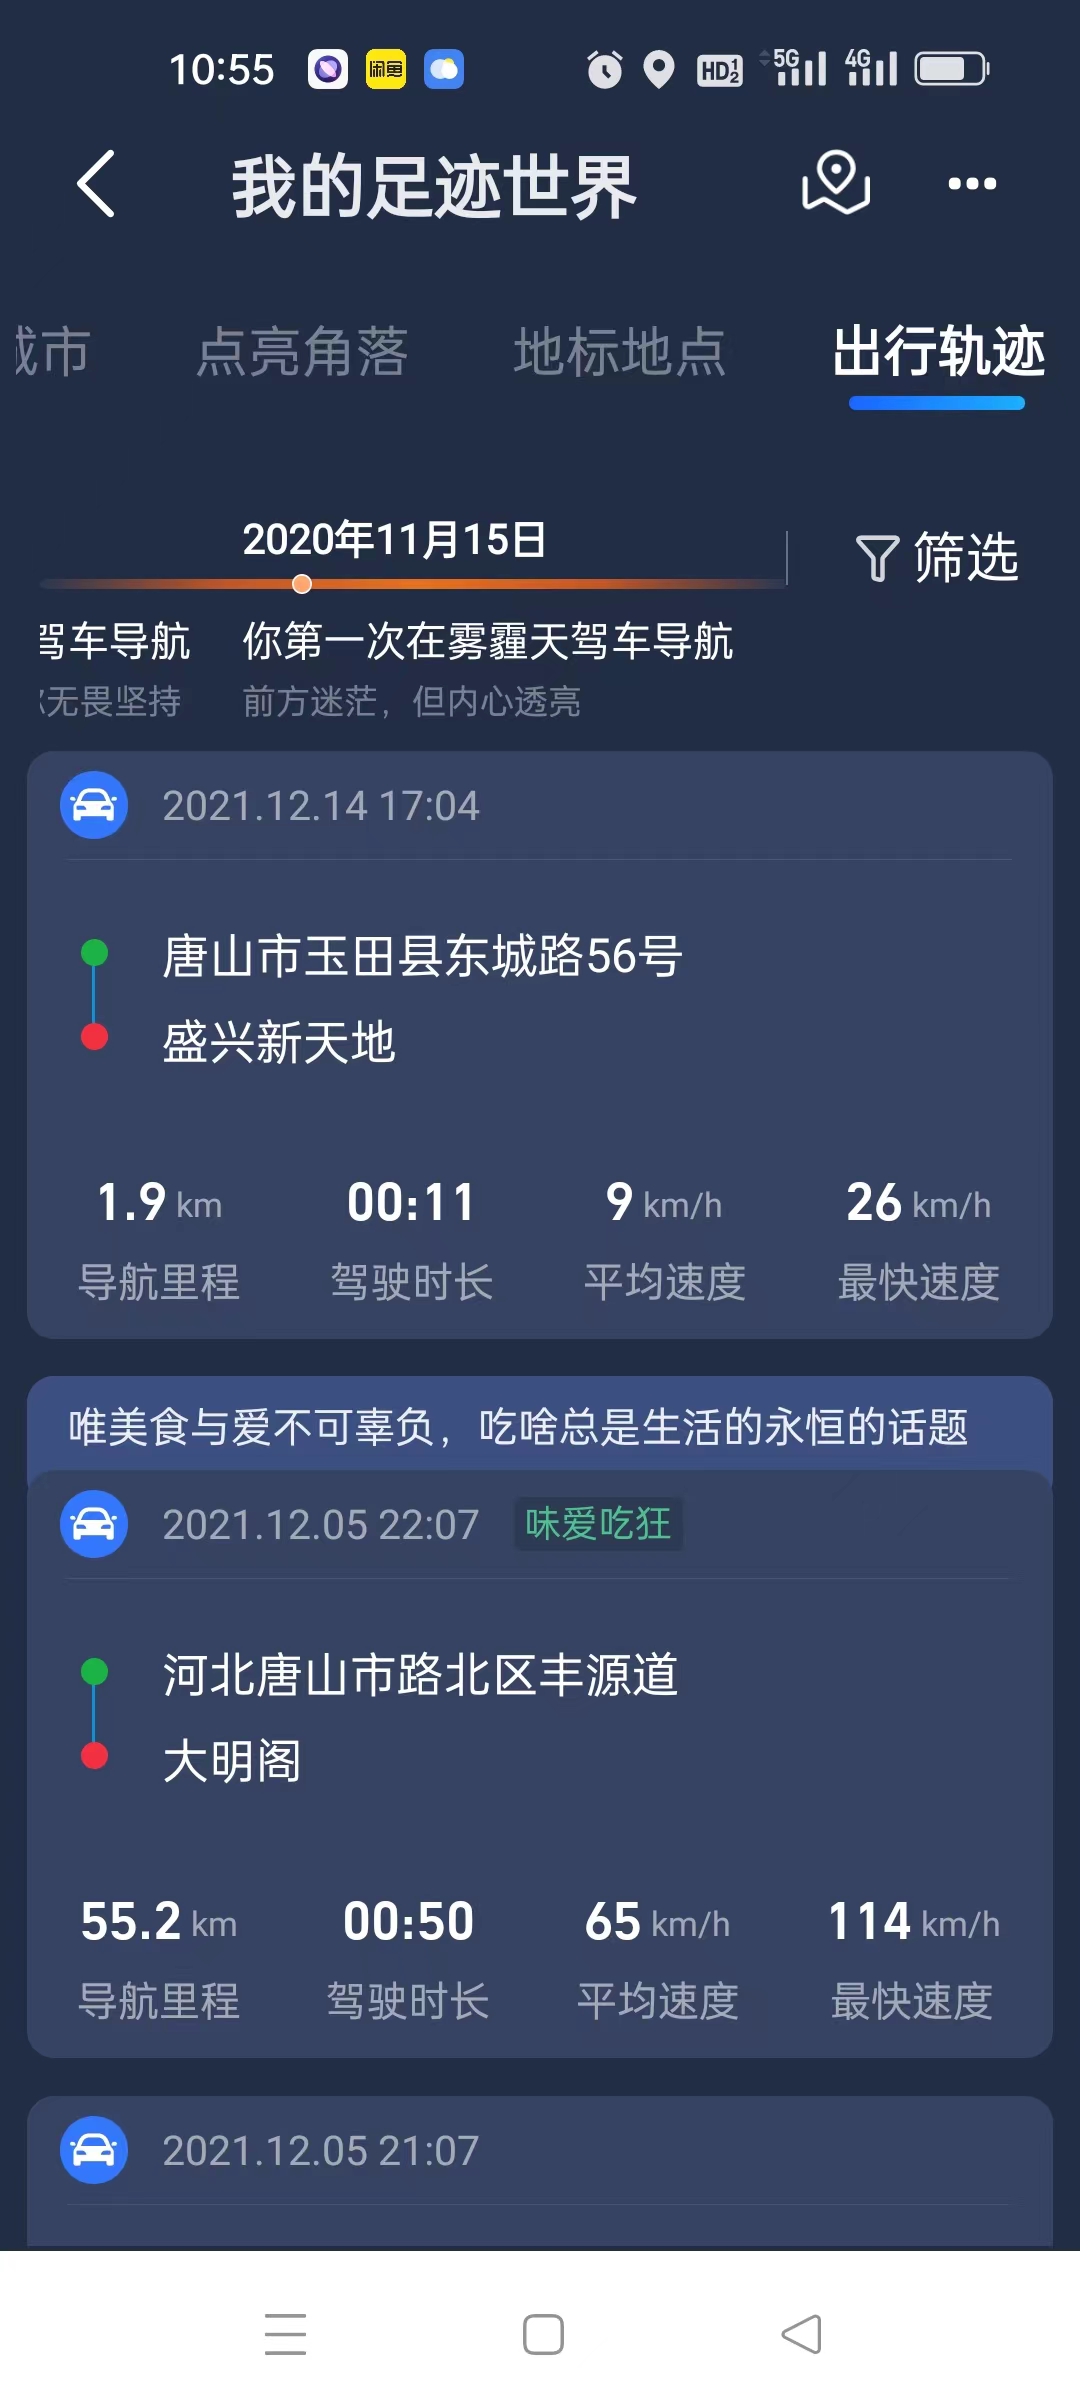 10:55 闲鱼 HD 1 2 5G 4G
我的足迹世界
城市 点亮角落 地标地点 出行轨迹
2020年11月15日
筛选
驾车导航 你第一次在雾霾天驾车导航
无畏坚持 前方迷茫，但内心透亮
2021.12.14 17:04
唐山市玉田县东城路56号
盛兴新天地
1.9 km 00:11 9 km/h 26 km/h
导航里程 驾驶时长 平均速度 最快速度
唯美食与爱不可辜负，吃啥总是生活的永恒的话题
2021.12.05 22:07 味爱吃狂
河北唐山市路北区丰源道
大明阁
55.2 km 00:50 65 km/h 114 km/h
导航里程 驾驶时长 平均速度 最快速度
2021.12.05 21:07